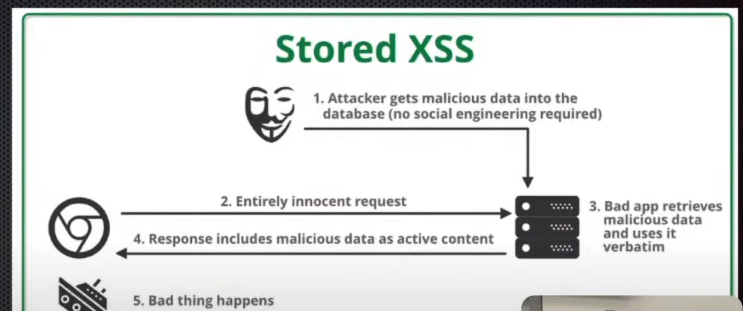 Stored XSS
1. Attacker gets malicious data into the
database (no social engineering required)
2. Entirely innocent request
3. Bad app retrieves
malicious data
and uses it
verbatim
4. Response includes malicious data as active content
5. Bad thing happens